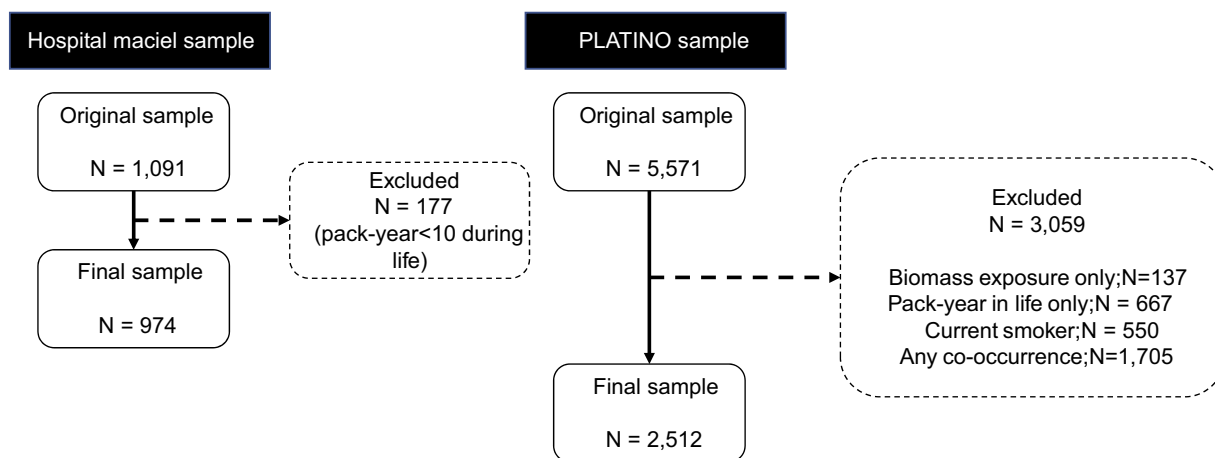 Hospital maciel sample
Original sample
N = 1,091
Excluded
N = 177
(pack-year<10 during
life)
Final sample
N = 974
PLATINO sample
Original sample
N = 5,571
Excluded
N = 3,059
Biomass exposure only;N=137
Pack-year in life only;N = 667
Current smoker;N = 550
Any co-occurrence;N=1,705
Final sample
N = 2,512